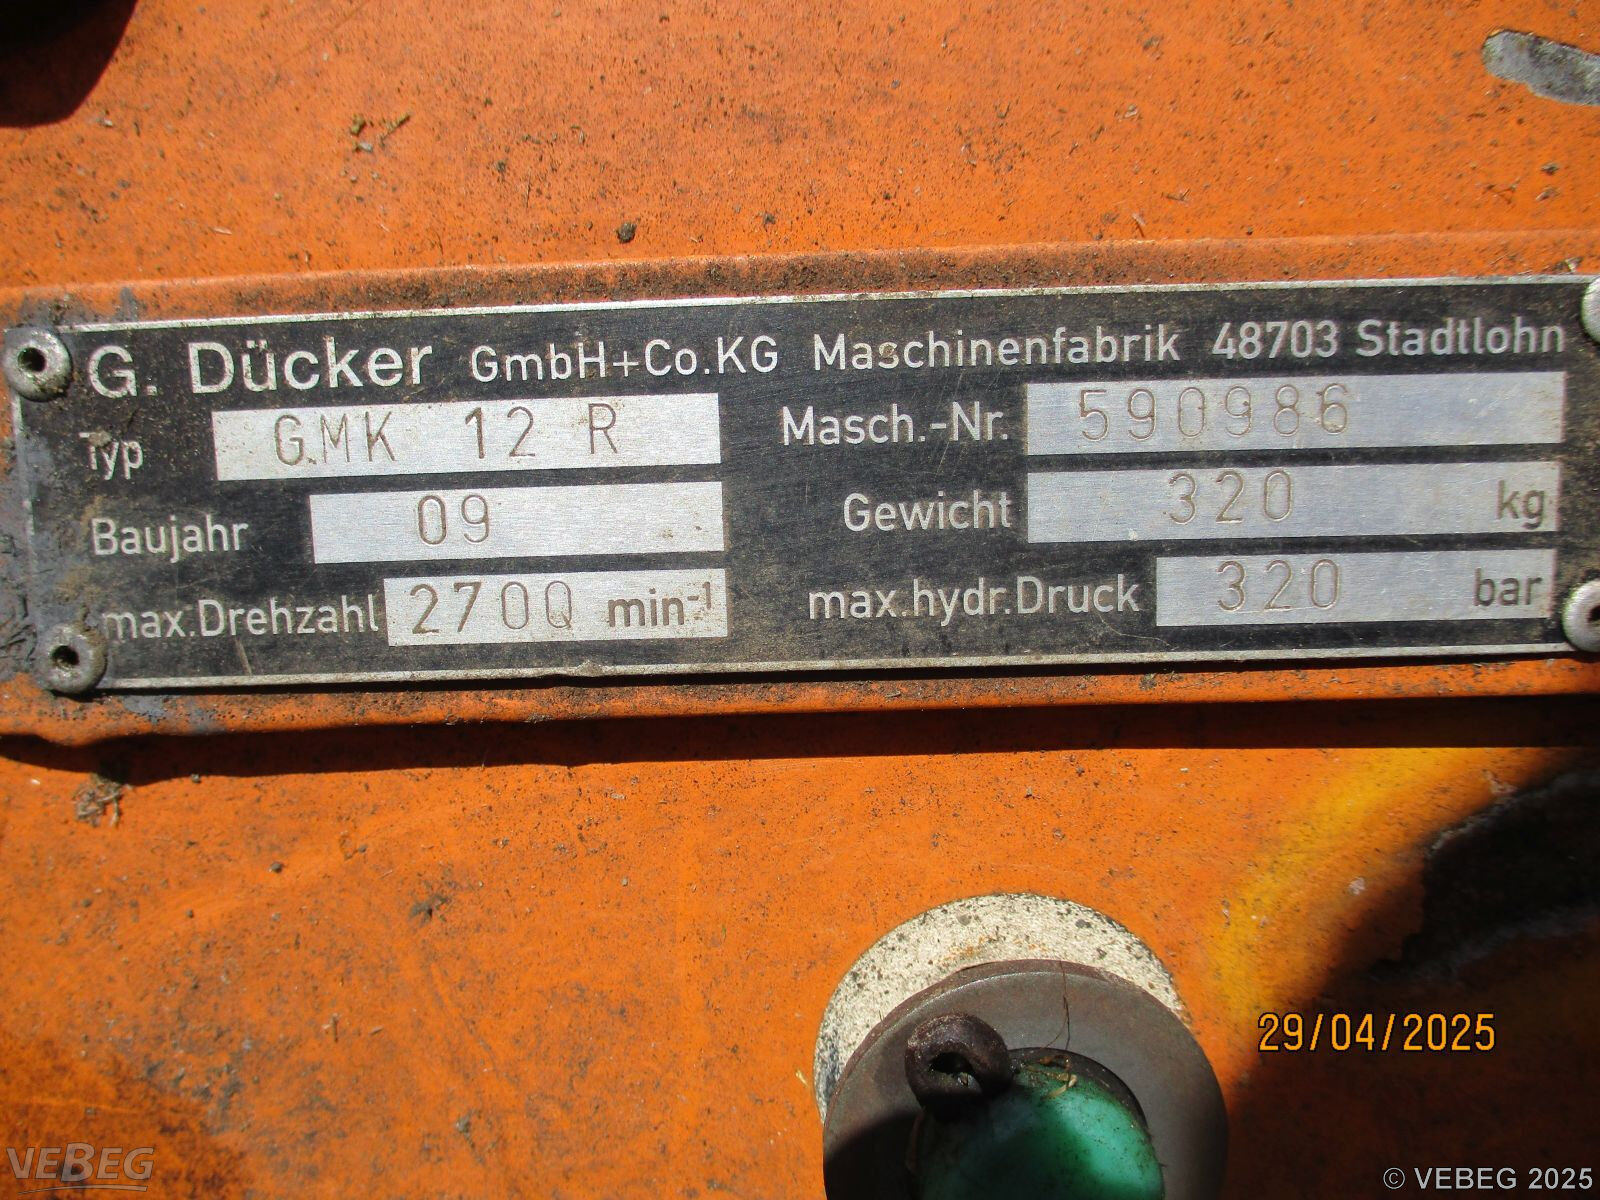 G. Dücker GmbH+Co.KG Maschinenfabrik 48703 Stadtlohn
Typ GMK 12 R Masch.-Nr. 590986
Baujahr 09 Gewicht 320 kg
max.Drehzahl 2700 min-1 max.hydr.Druck 320 bar
29/04/2025
VEBEG
© VEBEG 2025